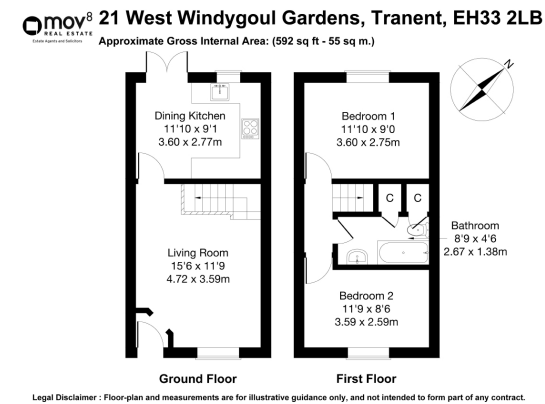 mov8
REAL ESTATE
Estate Agents and Solicitors
21 West Windygoul Gardens, Tranent, EH33 2LB
Approximate Gross Internal Area: (592 sq ft - 55 sq m.)
N
Dining Kitchen
11'10 x 9'1
3.60 x 2.77m
Living Room
15'6 x 11'9
4.72 x 3.59m
Bedroom 1
11'10 x 9'0
3.60 x 2.75m
C
C
Bathroom
8'9 x 4'6
2.67 x 1.38m
Bedroom 2
11'9 x 8'6
3.59 x 2.59m
Ground Floor
First Floor
Legal Disclaimer : Floor-plan and measurements are for illustrative guidance only, and not intended to form part of any contract.